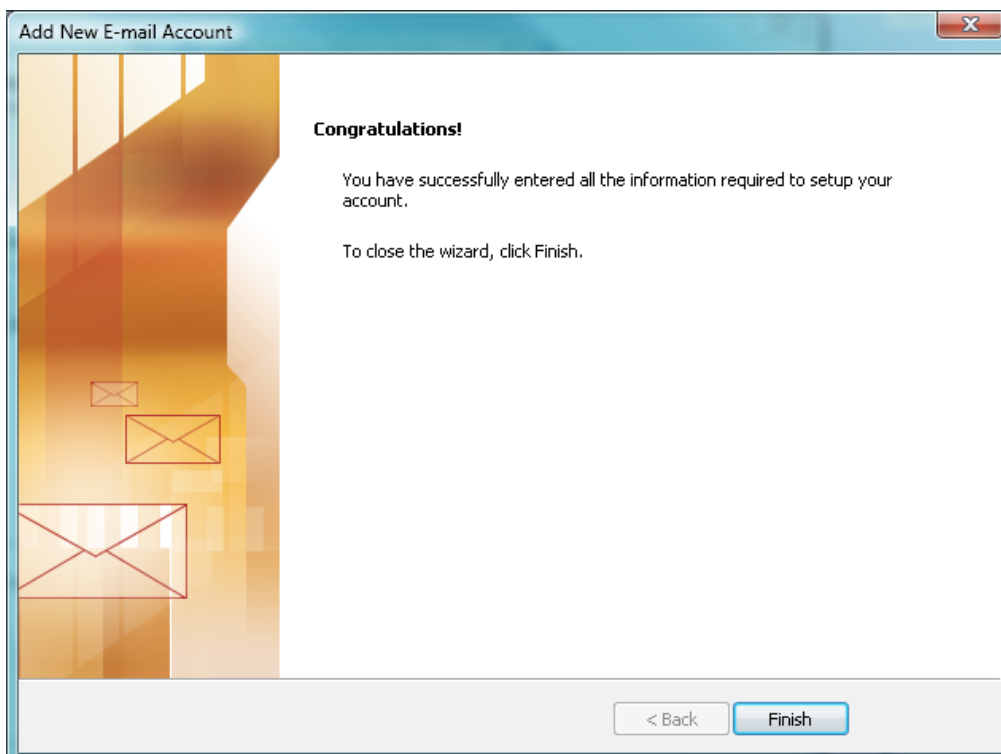 Add New E-mail Account
X
Congratulations!
You have successfully entered all the information required to setup your
account.
To close the wizard, click Finish.
< Back
Finish